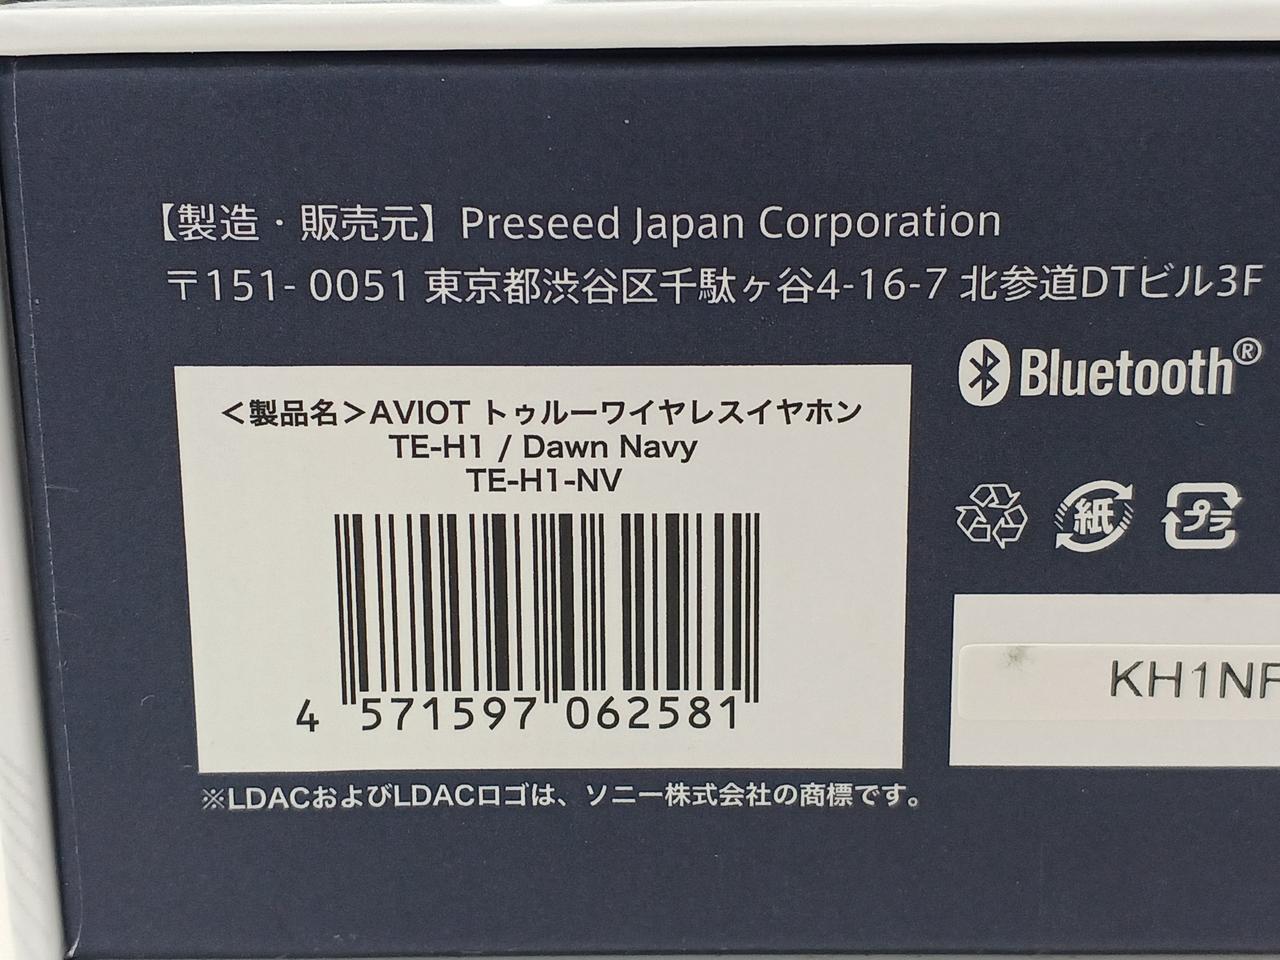 【製造・販売元】Preseed Japan Corporation
〒151-0051 東京都渋谷区千駄ヶ谷4-16-7 北参道DTビル3F
Bluetooth®
＜製品名＞AVIOT トゥルーワイヤレスイヤホン
TE-H1 / Dawn Navy
TE-H1-NV
紙
プラ
4 571597 062581
KH1NF
※LDACおよびLDACロゴは、ソニー株式会社の商標です。